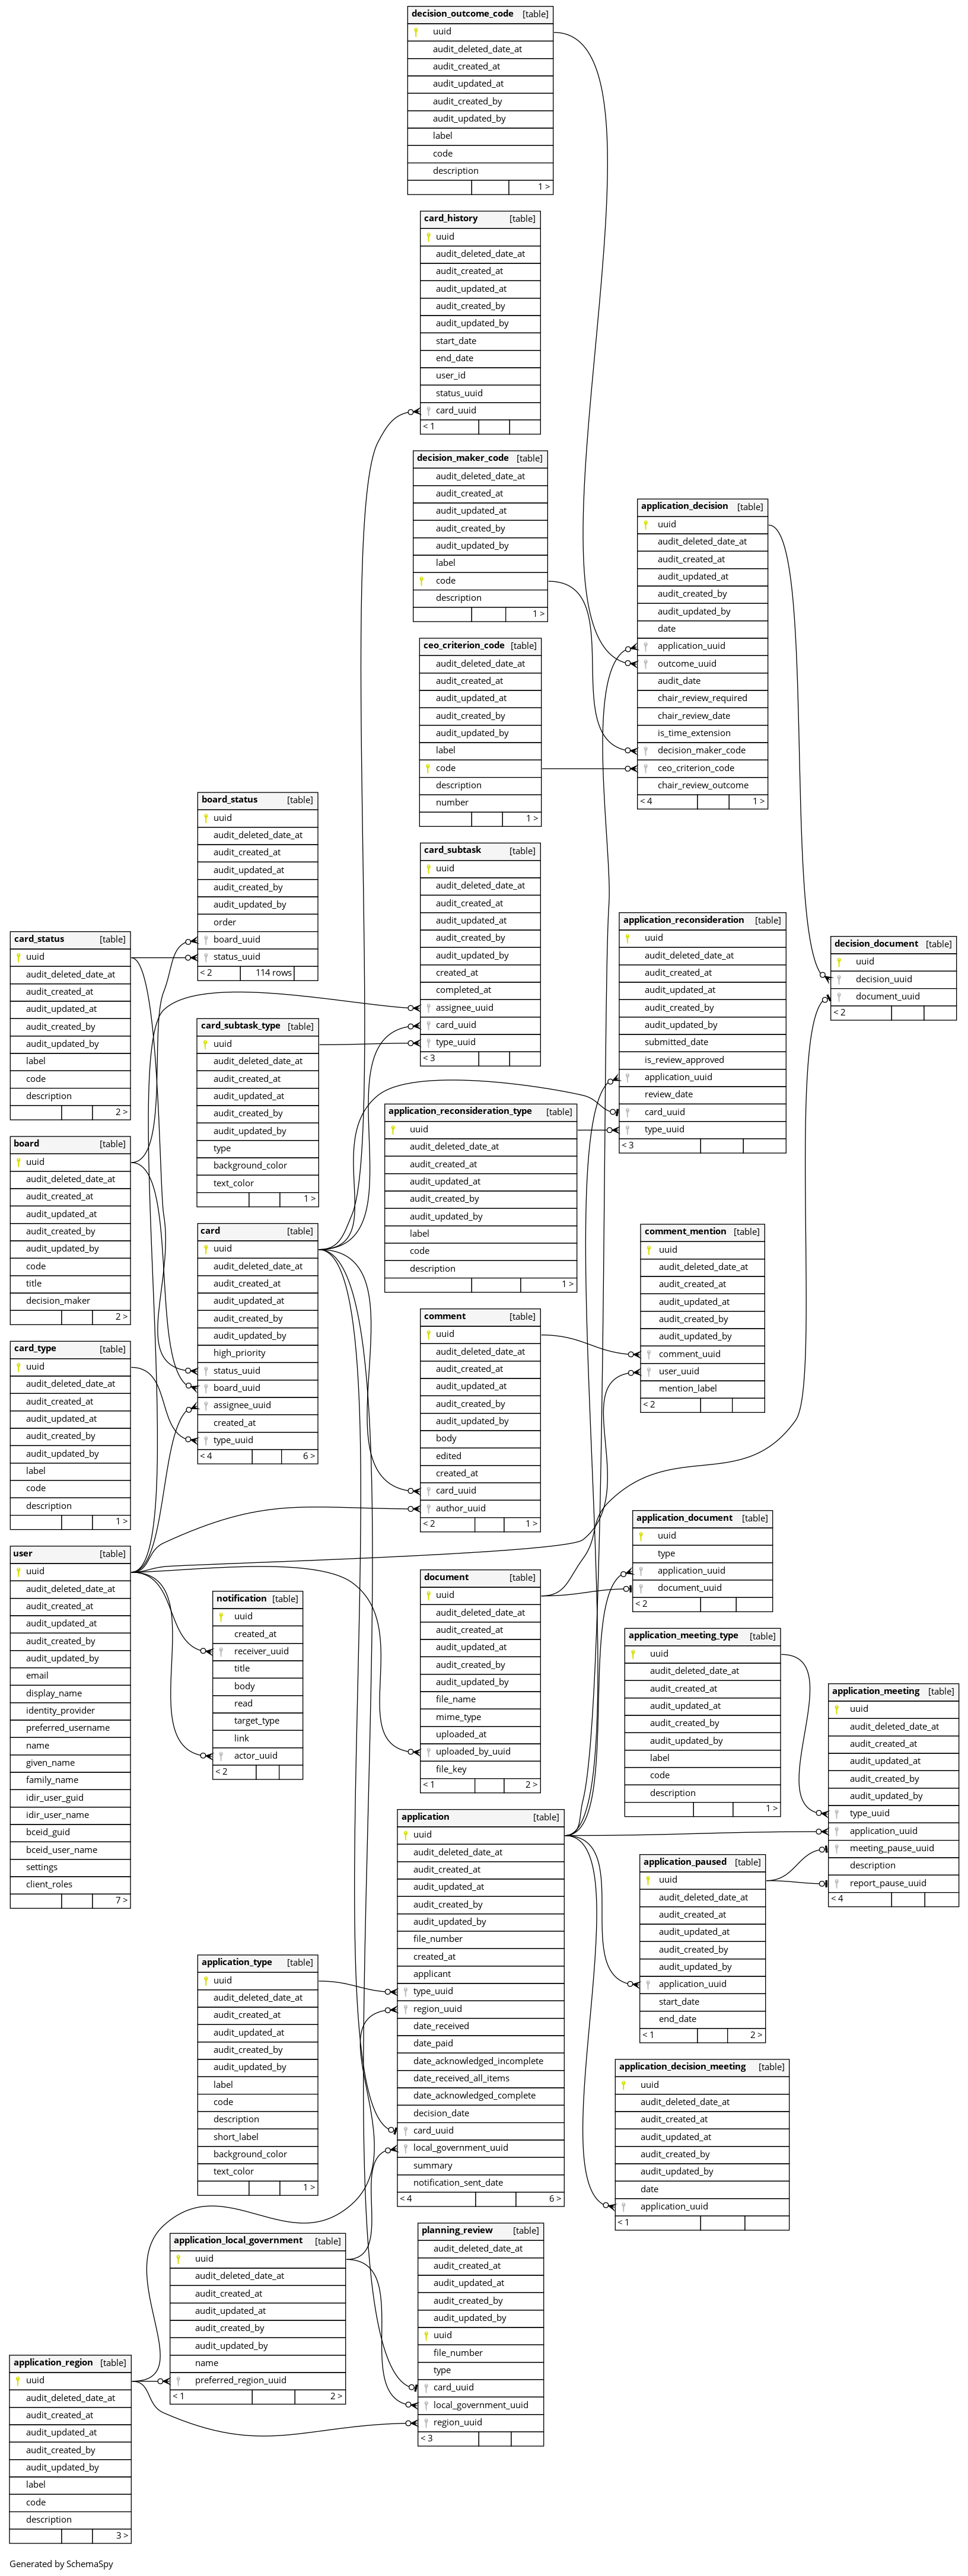 decision_outcome_code [table]
uuid
audit_deleted_date_at
audit_created_at
audit_updated_at
audit_created_by
audit_updated_by
label
code
description
1 >
card_history [table]
uuid
audit_deleted_date_at
audit_created_at
audit_updated_at
audit_created_by
audit_updated_by
start_date
end_date
user_id
status_uuid
card_uuid
< 1
decision_maker_code [table]
audit_deleted_date_at
audit_created_at
audit_updated_at
audit_created_by
audit_updated_by
label
code
description
1 >
application_decision [table]
uuid
audit_deleted_date_at
audit_created_at
audit_updated_at
audit_created_by
audit_updated_by
date
application_uuid
outcome_uuid
audit_date
chair_review_required
chair_review_date
is_time_extension
decision_maker_code
ceo_criterion_code
chair_review_outcome
< 4 1 >
ceo_criterion_code [table]
audit_deleted_date_at
audit_created_at
audit_updated_at
audit_created_by
audit_updated_by
label
code
description
number
1 >
board_status [table]
uuid
audit_deleted_date_at
audit_created_at
audit_updated_at
audit_created_by
audit_updated_by
order
board_uuid
status_uuid
< 2 114 rows
card_subtask [table]
uuid
audit_deleted_date_at
audit_created_at
audit_updated_at
audit_created_by
audit_updated_by
created_at
completed_at
assignee_uuid
card_uuid
type_uuid
< 3
application_reconsideration [table]
uuid
audit_deleted_date_at
audit_created_at
audit_updated_at
audit_created_by
audit_updated_by
submitted_date
is_review_approved
application_uuid
review_date
card_uuid
type_uuid
< 3
decision_document [table]
uuid
decision_uuid
document_uuid
< 2
card_status [table]
uuid
audit_deleted_date_at
audit_created_at
audit_updated_at
audit_created_by
audit_updated_by
label
code
description
2 >
card_subtask_type [table]
uuid
audit_deleted_date_at
audit_created_at
audit_updated_at
audit_created_by
audit_updated_by
type
background_color
text_color
1 >
application_reconsideration_type [table]
uuid
audit_deleted_date_at
audit_created_at
audit_updated_at
audit_created_by
audit_updated_by
label
code
description
1 >
board [table]
uuid
audit_deleted_date_at
audit_created_at
audit_updated_at
audit_created_by
audit_updated_by
code
title
decision_maker
2 >
card [table]
uuid
audit_deleted_date_at
audit_created_at
audit_updated_at
audit_created_by
audit_updated_by
high_priority
status_uuid
board_uuid
assignee_uuid
created_at
type_uuid
< 4 6 >
comment_mention [table]
uuid
audit_deleted_date_at
audit_created_at
audit_updated_at
audit_created_by
audit_updated_by
comment_uuid
user_uuid
mention_label
< 2
comment [table]
uuid
audit_deleted_date_at
audit_created_at
audit_updated_at
audit_created_by
audit_updated_by
body
edited
created_at
card_uuid
author_uuid
< 2 1 >
card_type [table]
uuid
audit_deleted_date_at
audit_created_at
audit_updated_at
audit_created_by
audit_updated_by
label
code
description
1 >
application_document [table]
uuid
type
application_uuid
document_uuid
< 2
user [table]
uuid
audit_deleted_date_at
audit_created_at
audit_updated_at
audit_created_by
audit_updated_by
email
display_name
identity_provider
preferred_username
name
given_name
family_name
idir_user_guid
idir_user_name
bceid_guid
bceid_user_name
settings
client_roles
7 >
notification [table]
uuid
created_at
receiver_uuid
title
body
read
target_type
link
actor_uuid
< 2
document [table]
uuid
audit_deleted_date_at
audit_created_at
audit_updated_at
audit_created_by
audit_updated_by
file_name
mime_type
uploaded_at
uploaded_by_uuid
file_key
< 1 2 >
application_meeting_type [table]
uuid
audit_deleted_date_at
audit_created_at
audit_updated_at
audit_created_by
audit_updated_by
label
code
description
1 >
application_meeting [table]
uuid
audit_deleted_date_at
audit_created_at
audit_updated_at
audit_created_by
audit_updated_by
type_uuid
application_uuid
meeting_pause_uuid
description
report_pause_uuid
< 4
application [table]
uuid
audit_deleted_date_at
audit_created_at
audit_updated_at
audit_created_by
audit_updated_by
file_number
created_at
applicant
type_uuid
region_uuid
date_received
date_paid
date_acknowledged_incomplete
date_received_all_items
date_acknowledged_complete
decision_date
card_uuid
local_government_uuid
summary
notification_sent_date
< 4 6 >
application_paused [table]
uuid
audit_deleted_date_at
audit_created_at
audit_updated_at
audit_created_by
audit_updated_by
application_uuid
start_date
end_date
< 1 2 >
application_type [table]
uuid
audit_deleted_date_at
audit_created_at
audit_updated_at
audit_created_by
audit_updated_by
label
code
description
short_label
background_color
text_color
1 >
application_decision_meeting [table]
uuid
audit_deleted_date_at
audit_created_at
audit_updated_at
audit_created_by
audit_updated_by
date
application_uuid
< 1
application_local_government [table]
uuid
audit_deleted_date_at
audit_created_at
audit_updated_at
audit_created_by
audit_updated_by
name
preferred_region_uuid
< 1 2 >
planning_review [table]
audit_deleted_date_at
audit_created_at
audit_updated_at
audit_created_by
audit_updated_by
uuid
file_number
type
card_uuid
local_government_uuid
region_uuid
< 3
application_region [table]
uuid
audit_deleted_date_at
audit_created_at
audit_updated_at
audit_created_by
audit_updated_by
label
code
description
3 >
Generated by SchemaSpy